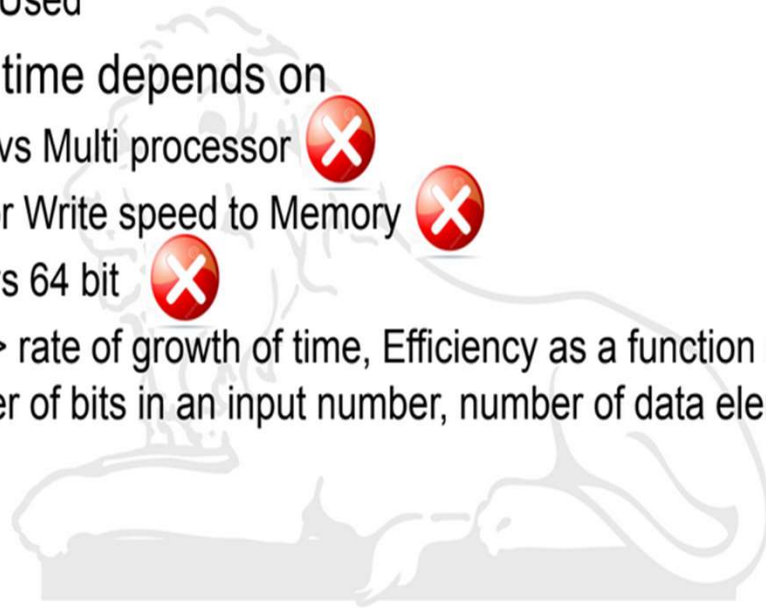 Used
time depends on
vs Multi processor
r Write speed to Memory
s 64 bit
> rate of growth of time, Efficiency as a function
er of bits in an input number, number of data ele